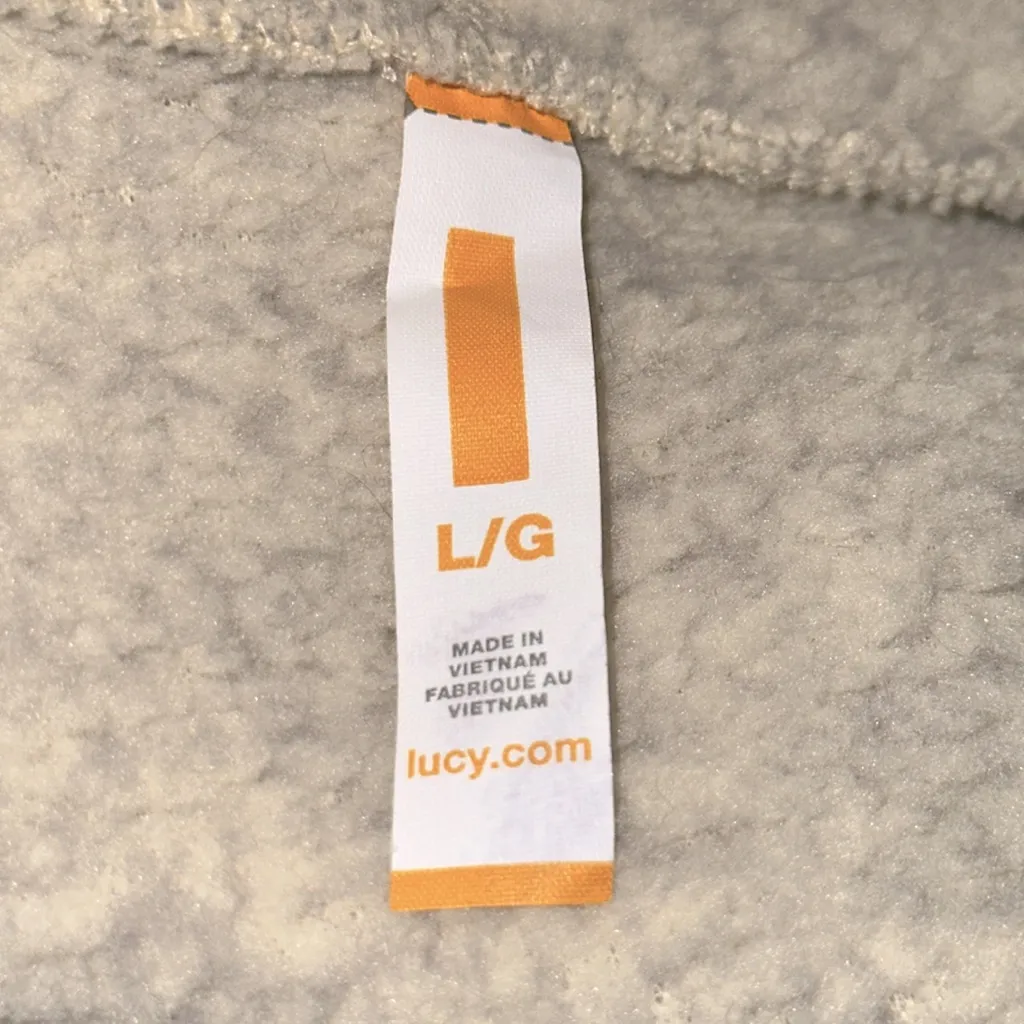 L/G
MADE IN
VIETNAM
FABRIQUÉ AU
VIETNAM
lucy.com